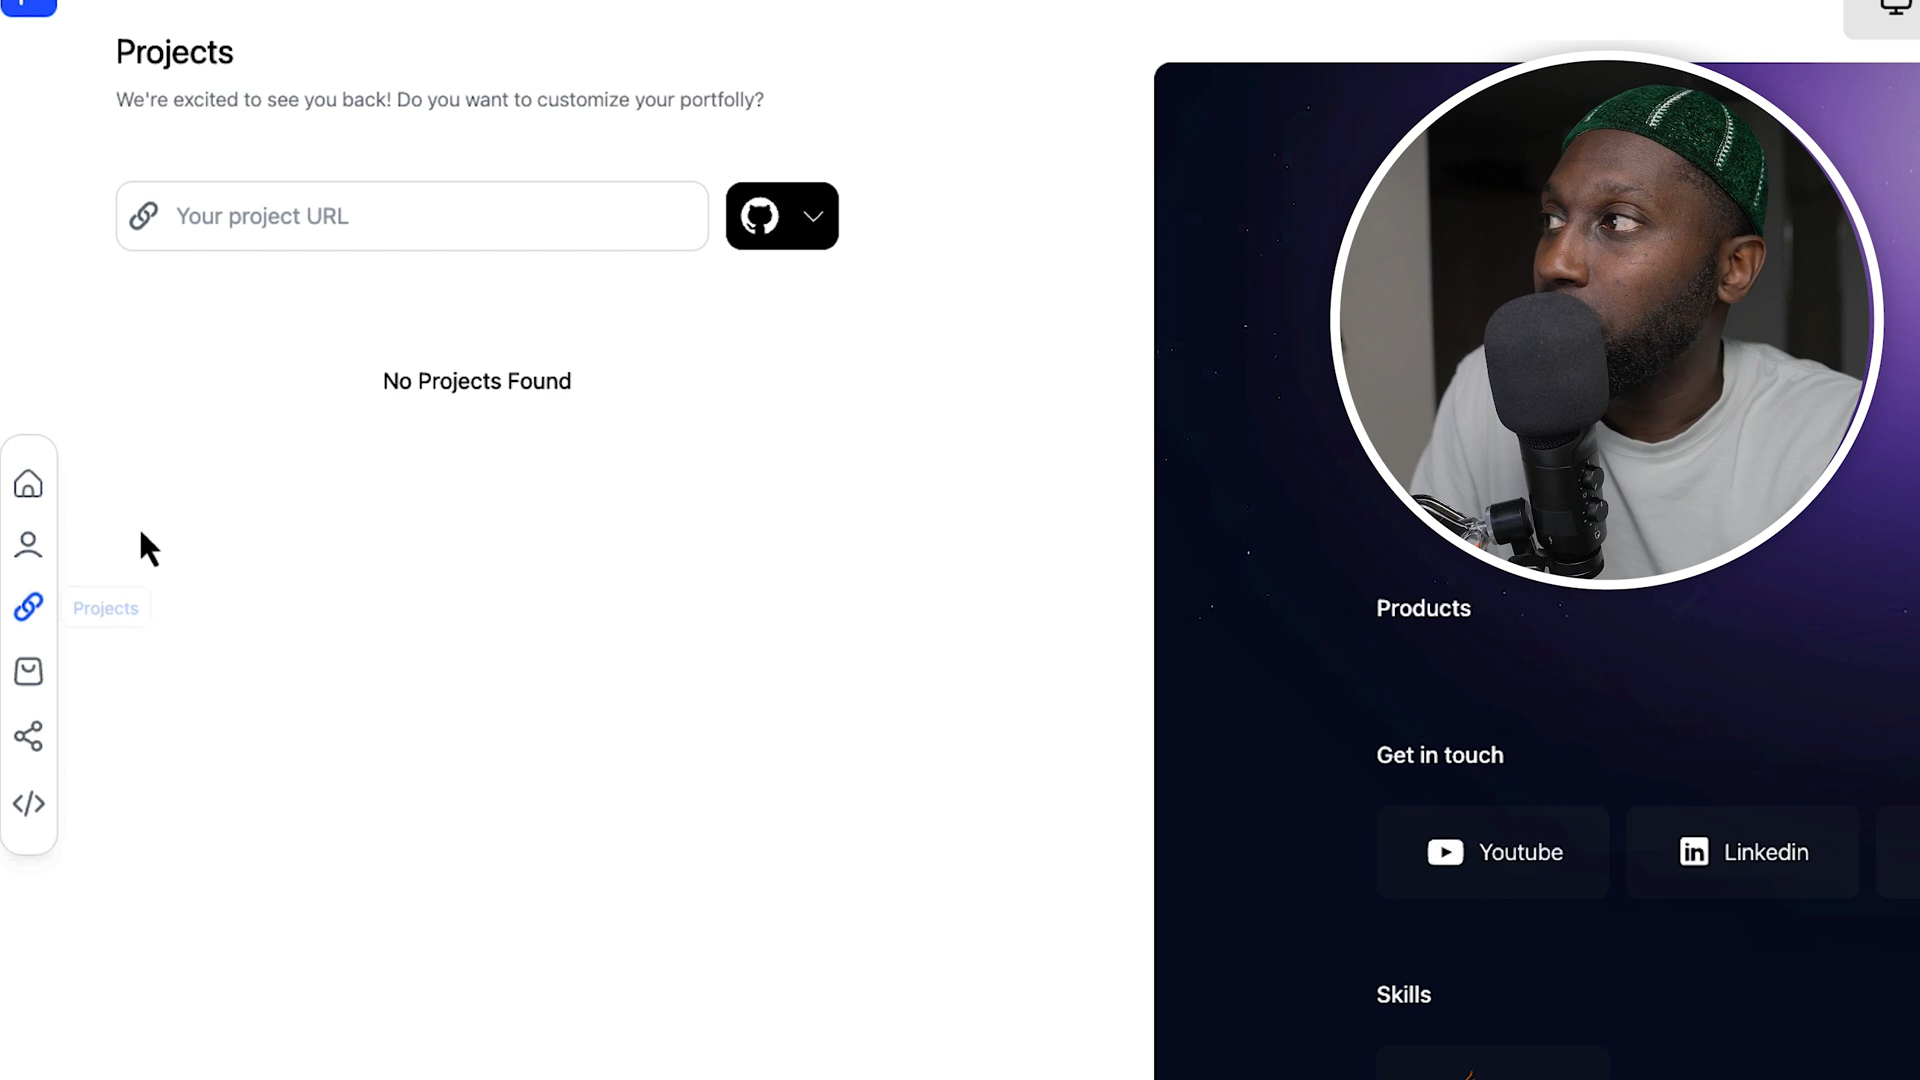 Projects
We're excited to see you back! Do you want to customize your portfolly?
Your project URL
No Projects Found
Projects
Products
Get in touch
Youtube
Linkedin
Skills